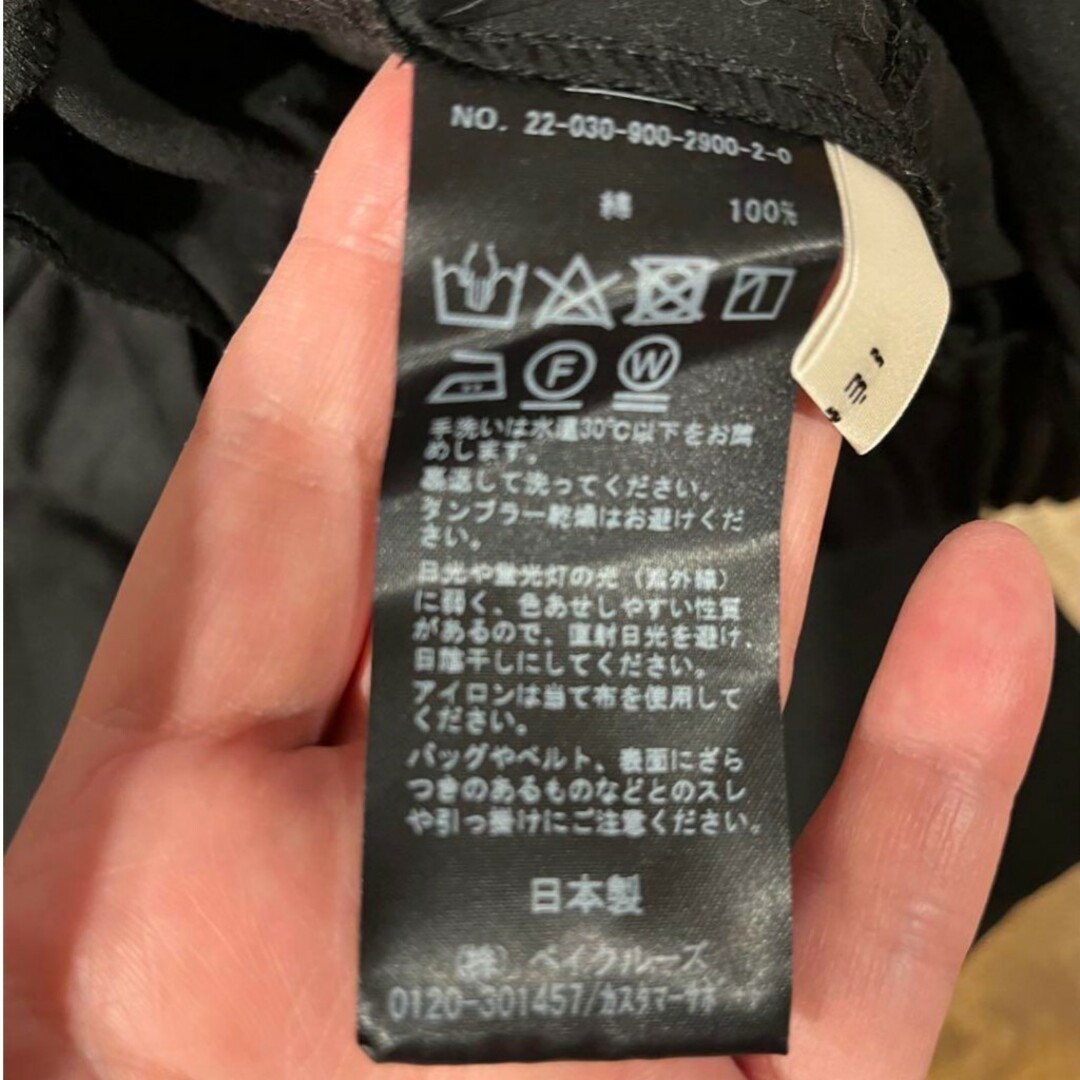 NO. 22-030-900-2900-2-0
綿 100%
F W
手洗いは水温30℃以下をお薦
めします。
裏返して洗ってください。
タンブラー乾燥はお避けくだ
さい。
日光や蛍光灯の光（紫外線）
に弱く、色あせしやすい性質
があるので、直射日光を避け、
日陰干しにしてください。
アイロンは当て布を使用して
ください。
バッグやベルト、表面にざら
つきのあるものなどとのスレ
や引っ掛けにご注意ください。
日本製
（株）ベイクルーズ
0120-301457/カスタマーサポート